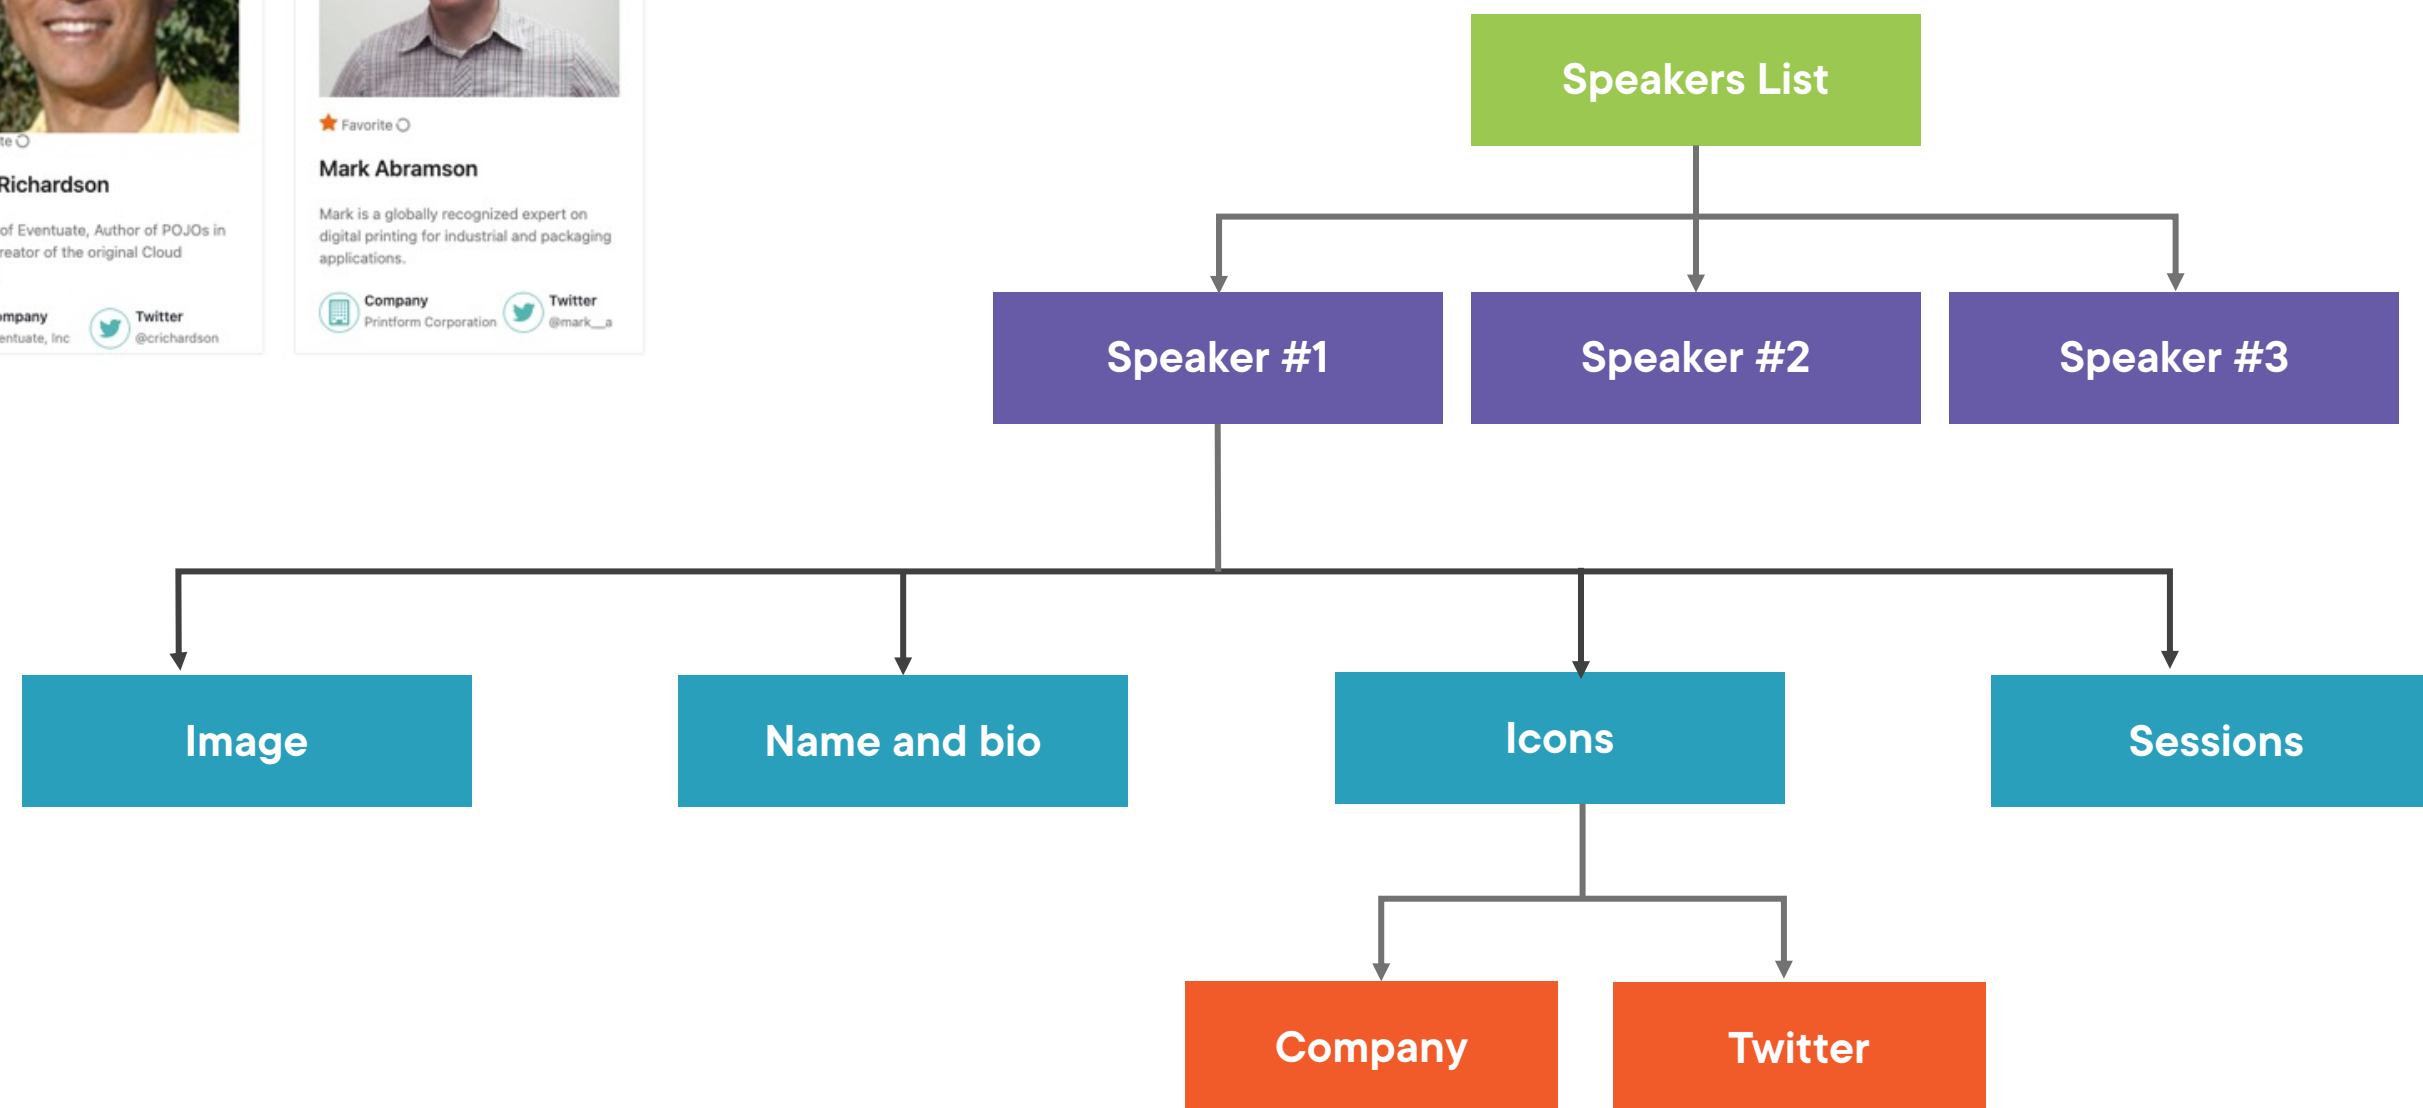 te
Richardson
of Eventuate, Author of POJOs in
reator of the original Cloud
mpany
entuate, Inc
Twitter
@crichardson
Favorite
Mark Abramson
Mark is a globally recognized expert on
digital printing for industrial and packaging
applications.
Company
Printform Corporation
Twitter
@mark__a
Speakers List
Speaker #1
Speaker #2
Speaker #3
Image
Name and bio
Icons
Sessions
Company
Twitter